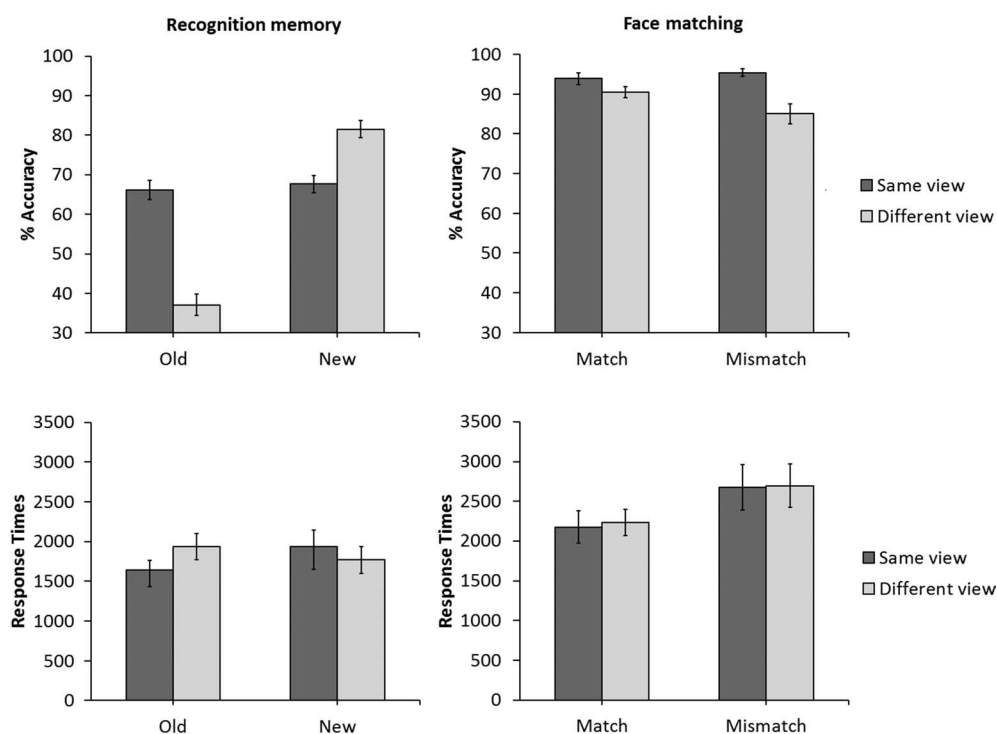 Recognition memory
% Accuracy
100
90
80
70
60
50
40
30
Old New
Face matching
% Accuracy
100
90
80
70
60
50
40
30
Match Mismatch
Same view
Different view
Response Times
3500
3000
2500
2000
1500
1000
500
0
Old New
Response Times
3500
3000
2500
2000
1500
1000
500
0
Match Mismatch
Same view
Different view